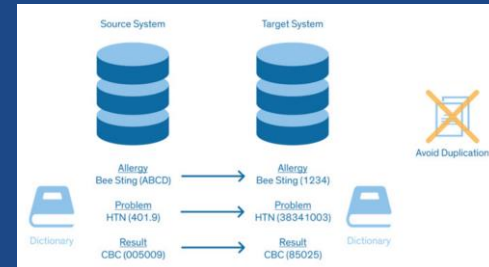 Source System
Target System
Avoid Duplication
Allergy
Bee Sting (ABCD)
Allergy
Bee Sting (1234)
Problem
HTN (401.9)
Problem
HTN (38341003)
Dictionary
Dictionary
Result
CBC (005009)
Result
CBC (85025)